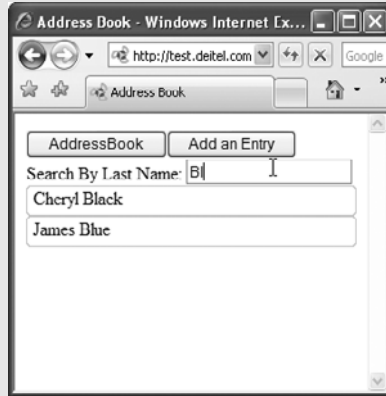 Address Book - Windows Internet Ex...
http://test.deitel.com
Google
Address Book
AddressBook
Add an Entry
Search By Last Name: Bl
Cheryl Black
James Blue